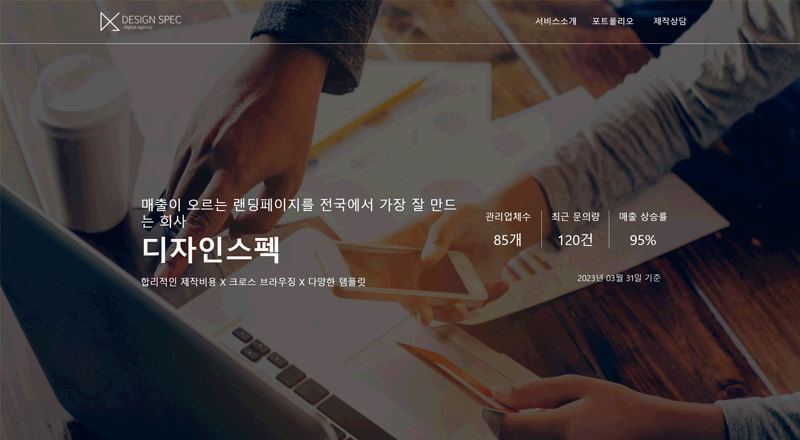 DESIGN SPEC
digital agency
서비스소개 포트폴리오 제작상담
매출이 오르는 랜딩페이지를 전국에서 가장 잘 만드
는 회사
디자인스펙
합리적인 제작비용 X 크로스 브라우징 X 다양한 템플릿
관리업체수 최근 문의량 매출 상승률
85개 120건 95%
2023년 03월 31일 기준